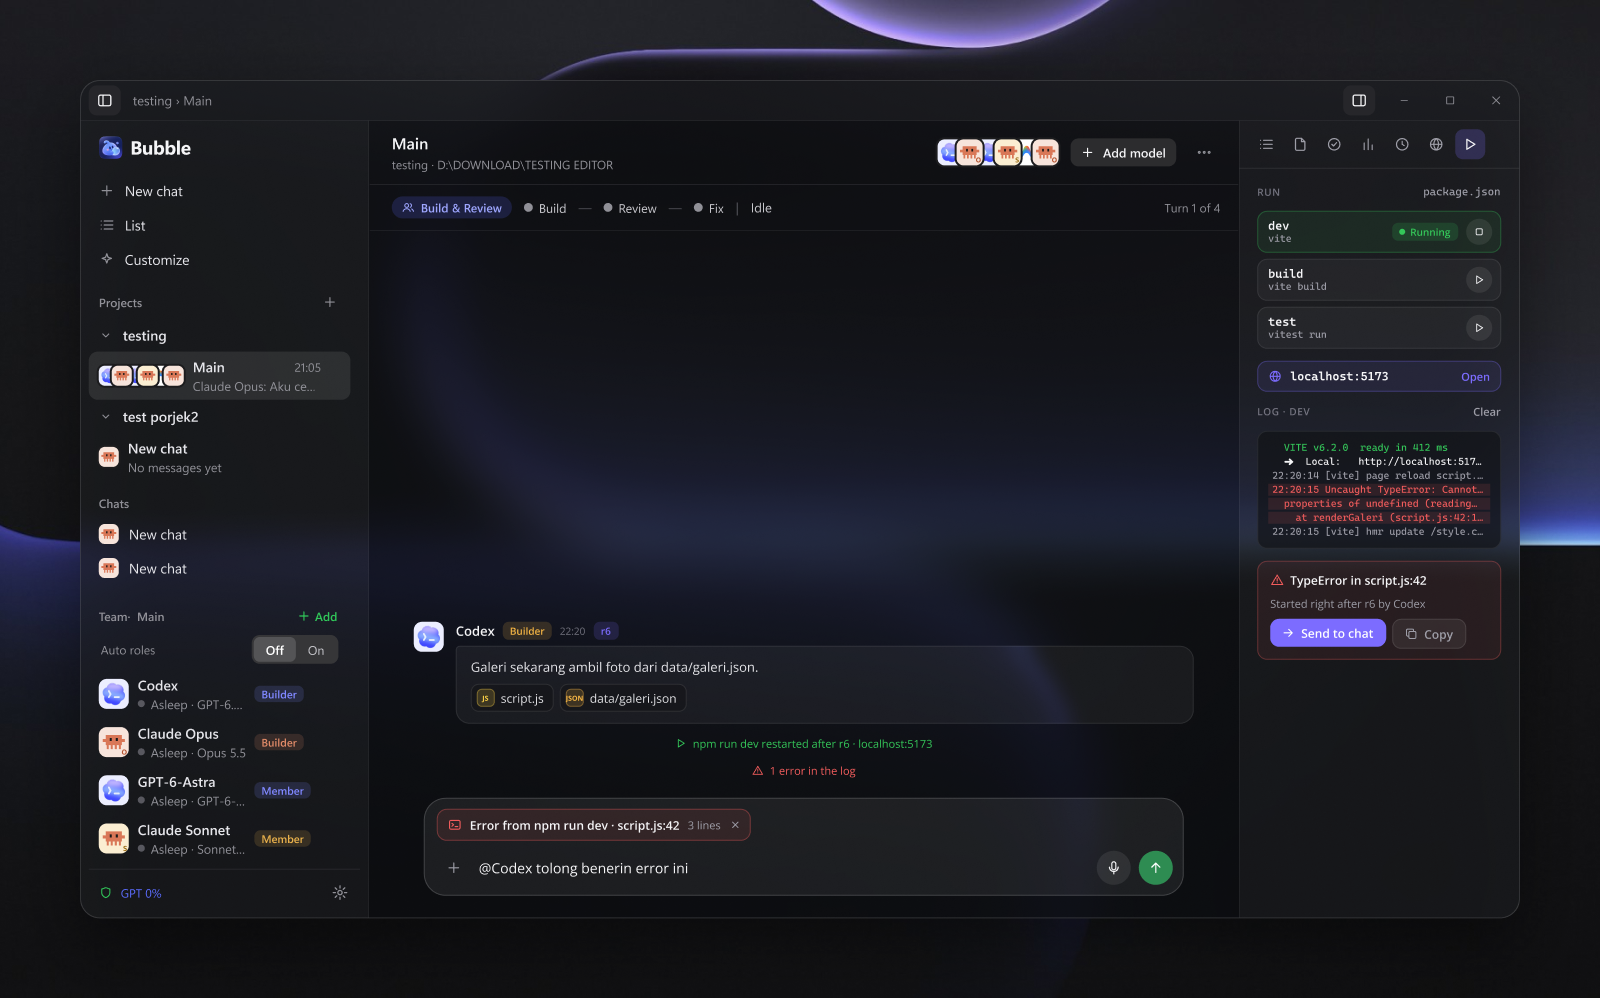 testing › Main
Bubble
New chat
List
Customize
Projects
testing
Main 21:05
Claude Opus: Aku ce...
test porjek2
New chat
No messages yet
Chats
New chat
New chat
Team· Main + Add
Auto roles Off On
Codex
Asleep · GPT-6.... Builder
Claude Opus
Asleep · Opus 5.5 Builder
GPT-6-Astra
Asleep · GPT-6-... Member
Claude Sonnet
Asleep · Sonnet... Member
GPT 0%
Main
testing · D:\DOWNLOAD\TESTING EDITOR
+ Add model
Build & Review Build — Review — Fix | Idle
Turn 1 of 4
Codex Builder 22:20 r6
Galeri sekarang ambil foto dari data/galeri.json.
JS script.js JSON data/galeri.json
npm run dev restarted after r6 · localhost:5173
1 error in the log
Error from npm run dev · script.js:42 3 lines ×
@Codex tolong benerin error ini
RUN package.json
dev
vite
Running
build
vite build
test
vitest run
localhost:5173 Open
LOG · DEV Clear
VITE v6.2.0 ready in 412 ms
➜ Local: http://localhost:517…
22:20:14 [vite] page reload script.…
22:20:15 Uncaught TypeError: Cannot…
properties of undefined (reading…
at renderGaleri (script.js:42:1…
22:20:15 [vite] hmr update /style.c…
TypeError in script.js:42
Started right after r6 by Codex
Send to chat
Copy